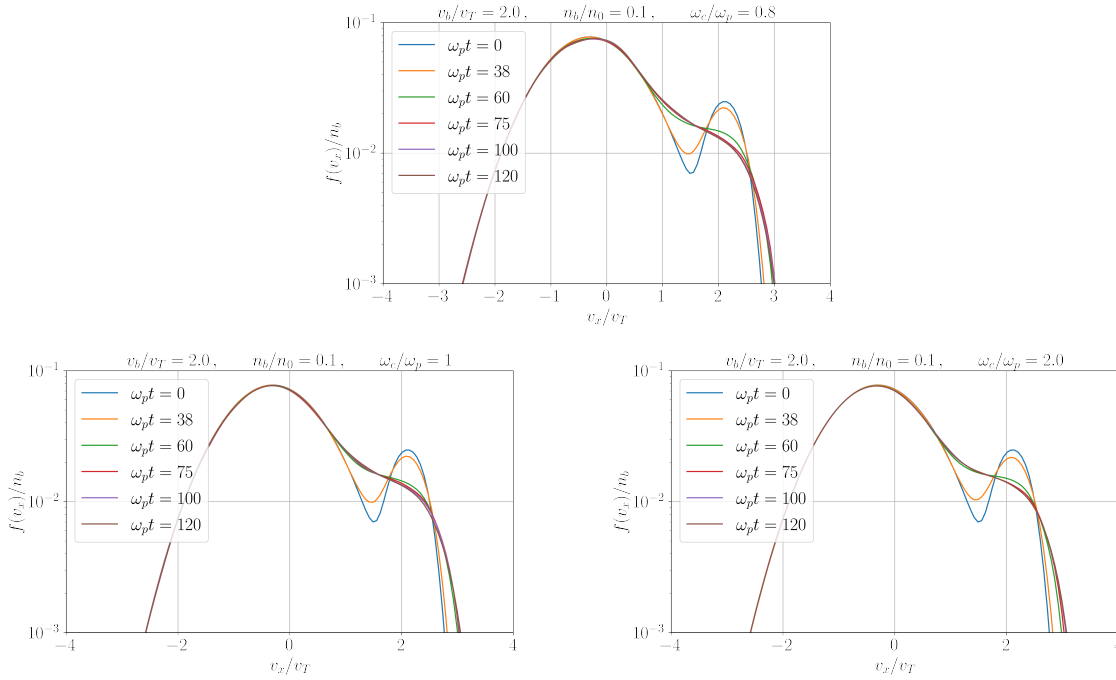 v_b/v_T = 2.0 , n_b/n_0 = 0.1 , ω_c/ω_p = 0.8
10^{-1}
10^{-2}
10^{-3}
f(v_x)/n_b
ω_p t = 0
ω_p t = 38
ω_p t = 60
ω_p t = 75
ω_p t = 100
ω_p t = 120
−4 −3 −2 −1 0 1 2 3 4
v_x/v_T
v_b/v_T = 2.0 , n_b/n_0 = 0.1 , ω_c/ω_p = 1
10^{-1}
10^{-2}
10^{-3}
f(v_x)/n_b
ω_p t = 0
ω_p t = 38
ω_p t = 60
ω_p t = 75
ω_p t = 100
ω_p t = 120
−4 −2 0 2 4
v_x/v_T
v_b/v_T = 2.0 , n_b/n_0 = 0.1 , ω_c/ω_p = 2.0
10^{-1}
10^{-2}
10^{-3}
f(v_x)/n_b
ω_p t = 0
ω_p t = 38
ω_p t = 60
ω_p t = 75
ω_p t = 100
ω_p t = 120
−4 −2 0 2 4
v_x/v_T